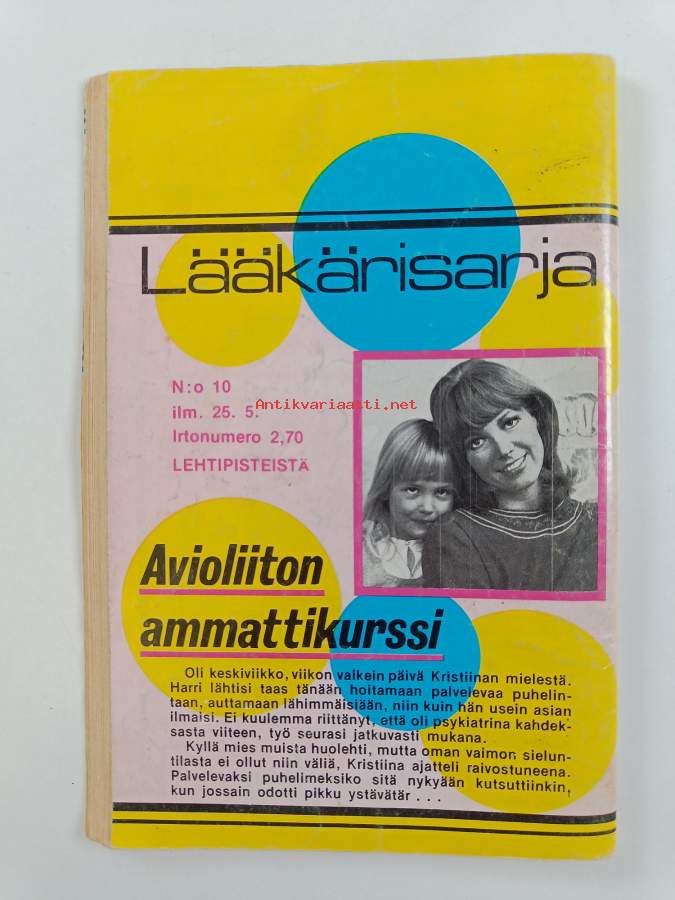 Lääkärisarja
N:o 10
ilm. 25. 5.
Irtonumero 2,70
LEHTIPISTEISTÄ
Antikvariaatti.net
Avioliiton
ammattikurssi
Oli keskiviikko, viikon vaikein päivä Kristiinan mielestä.
Harri lähtisi taas tänään hoitamaan palvelevaa puhelin-
taan, auttamaan lähimmäisiään, niin kuin hän usein asian
ilmaisi. Ei kuulemma riittänyt, että oli psykiatrina kahdek-
sasta viiteen, työ seurasi jatkuvasti mukana.
Kyllä mies muista huolehti, mutta oman vaimon sielun-
tilasta ei ollut niin väliä, Kristiina ajatteli raivostuneena.
Palvelevaksi puhelimeksiko sitä nykyään kutsuttiinkin,
kun jossain odotti pikku ystävätär . . .